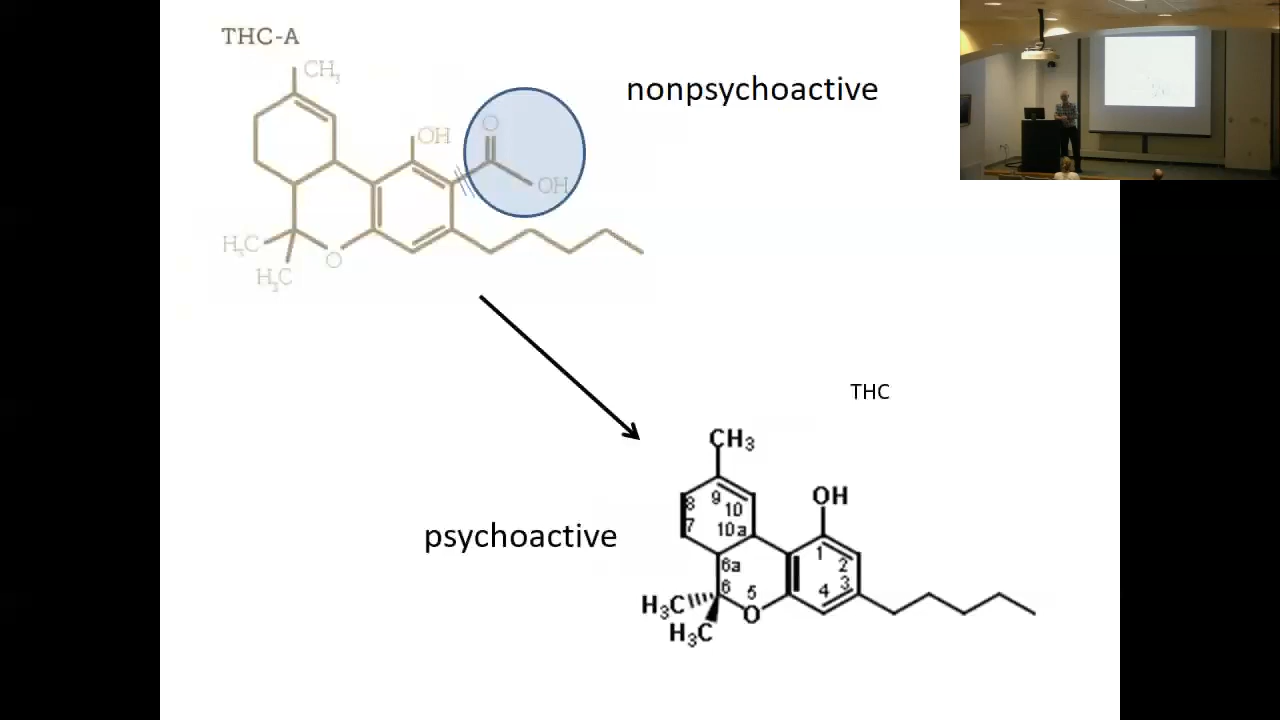 THC-A
CH3
nonpsychoactive
O
OH
OH
H3C
O
H3C
THC
CH3
OH
8
9
10
7
10a
1
2
6a
3
6
5
4
H3C
O
H3C
psychoactive